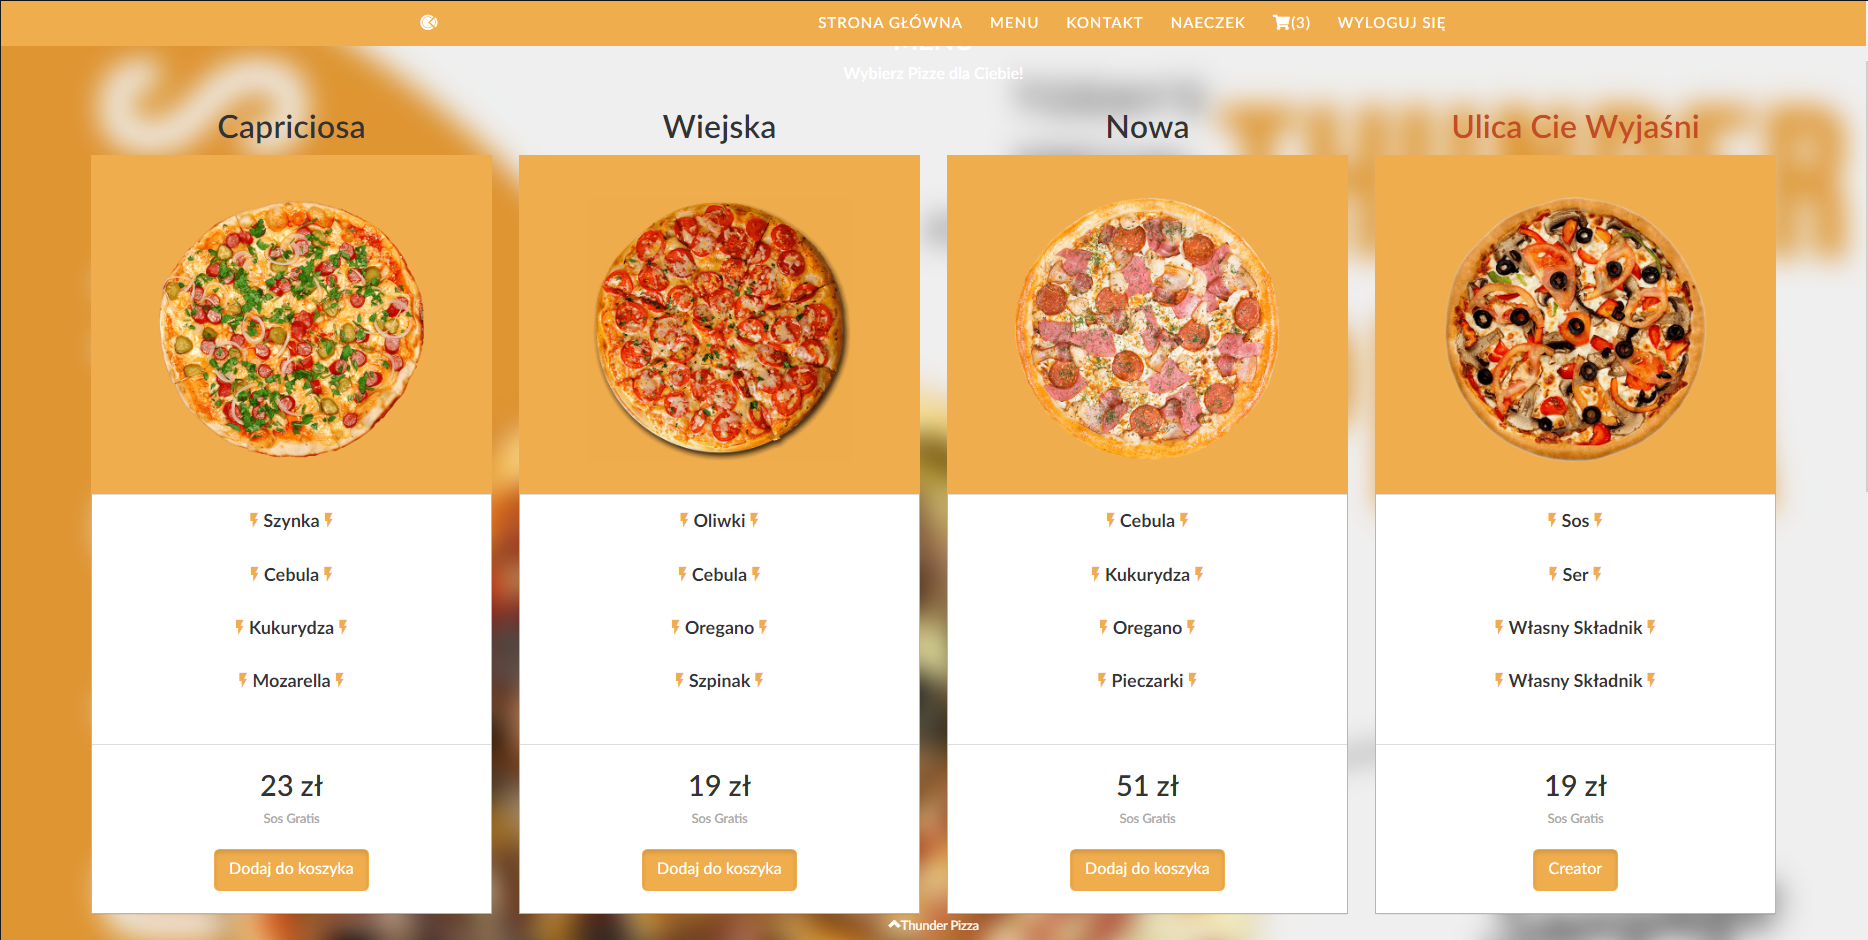 STRONA GŁÓWNA MENU KONTAKT NAECZEK (3) WYLOGUJ SIĘ
MENU
Wybierz Pizze dla Ciebie!
Capriciosa
Szynka
Cebula
Kukurydza
Mozarella
23 zł
Sos Gratis
Dodaj do koszyka
Wiejska
Oliwki
Cebula
Oregano
Szpinak
19 zł
Sos Gratis
Dodaj do koszyka
Nowa
Cebula
Kukurydza
Oregano
Pieczarki
51 zł
Sos Gratis
Dodaj do koszyka
Ulica Cie Wyjaśni
Sos
Ser
Własny Składnik
Własny Składnik
19 zł
Sos Gratis
Creator
Thunder Pizza